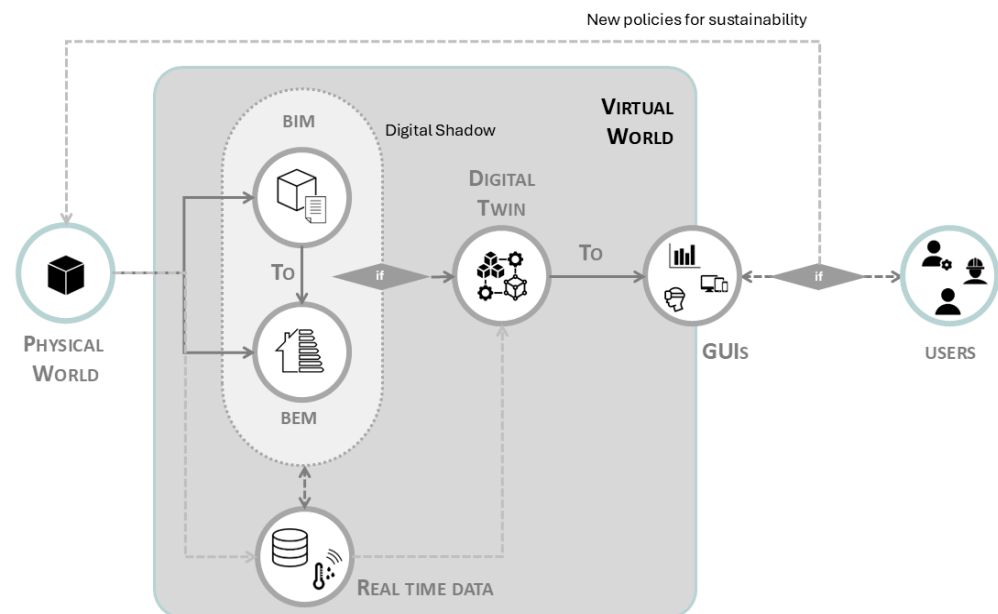 New policies for sustainability
VIRTUAL
WORLD
BIM
Digital Shadow
DIGITAL
TWIN
TO
TO
if
if
PHYSICAL
WORLD
GUIs
USERS
BEM
REAL TIME DATA